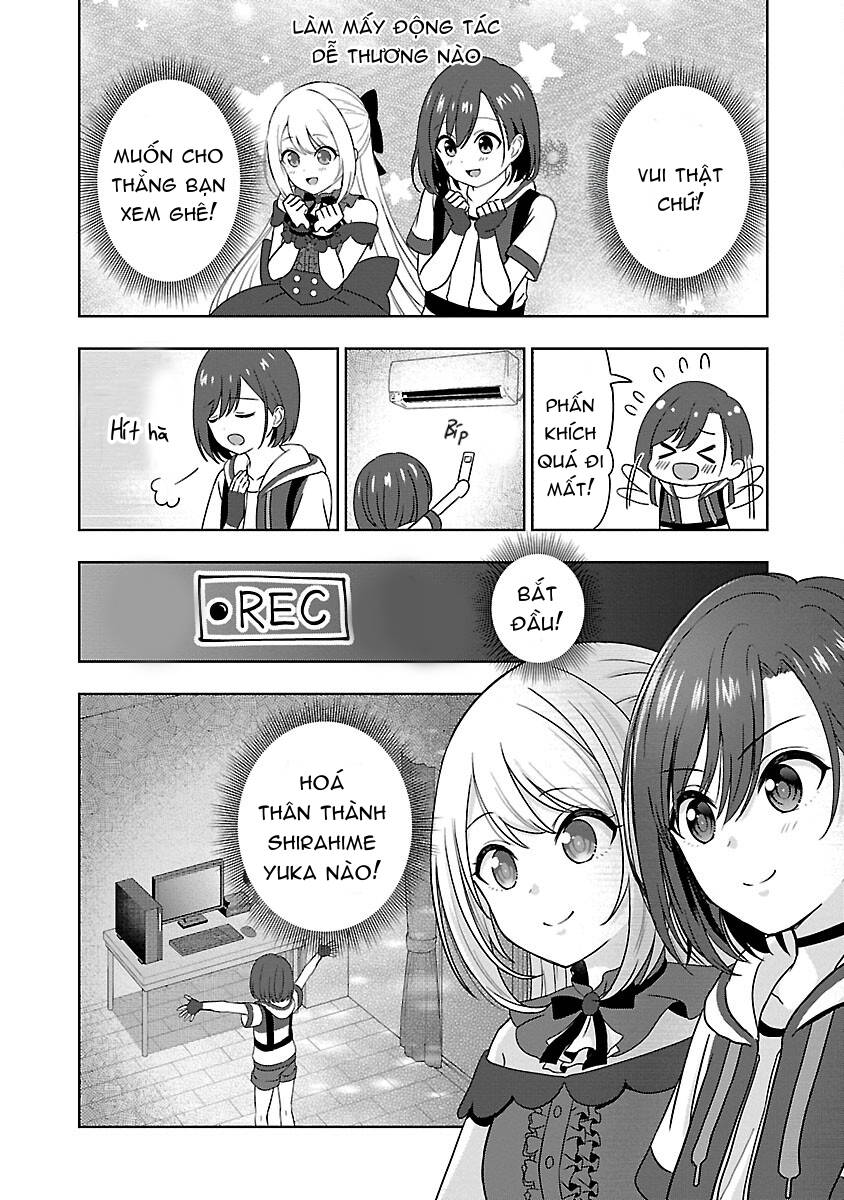 LÀM MẤY ĐỘNG TÁC
DỄ THƯƠNG NÀO
VUI THẬT
CHỨ!
MUỐN CHO
THẰNG BẠN
XEM GHÊ!
PHẤN
KHÍCH
QUÁ ĐI
MẤT!
Bíp
Hít hà
BẮT
ĐẦU!
REC
HOÁ
THÂN THÀNH
SHIRAHIME
YUKA NÀO!